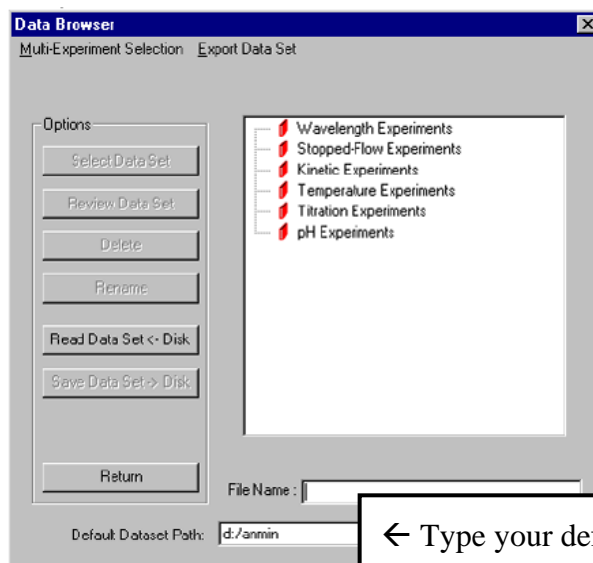 Data Browser
Multi-Experiment Selection Export Data Set
Options
Select Data Set
Review Data Set
Delete
Rename
Read Data Set <- Disk
Save Data Set -> Disk
Return
Wavelength Experiments
Stopped-Flow Experiments
Kinetic Experiments
Temperature Experiments
Titration Experiments
pH Experiments
File Name :
Default Dataset Path: d:/anmin
← Type your